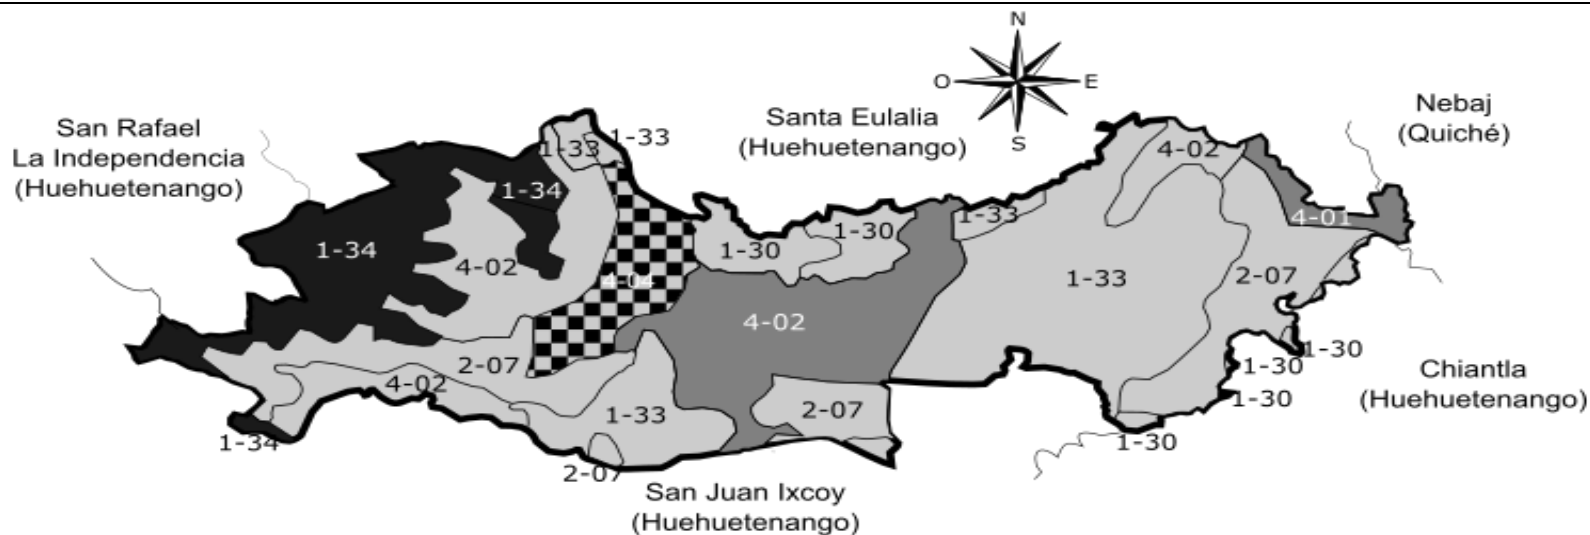 N
O
E
S
San Rafael
La Independencia
(Huehuetenango)
Santa Eulalia
(Huehuetenango)
Nebaj
(Quiché)
1-33
1-33
4-02
1-34
1-30
1-30
1-33
4-01
1-34
4-02
4-04
1-33
2-07
4-02
2-07
1-30
1-30
4-02
1-30
1-33
2-07
1-34
1-30
2-07
Chiantla
(Huehuetenango)
San Juan Ixcoy
(Huehuetenango)